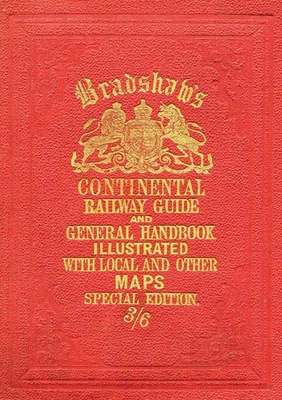 Bradshaw's
CONTINENTAL
RAILWAY GUIDE
AND
GENERAL HANDBOOK
ILLUSTRATED
WITH LOCAL AND OTHER
MAPS
SPECIAL EDITION.
3/6